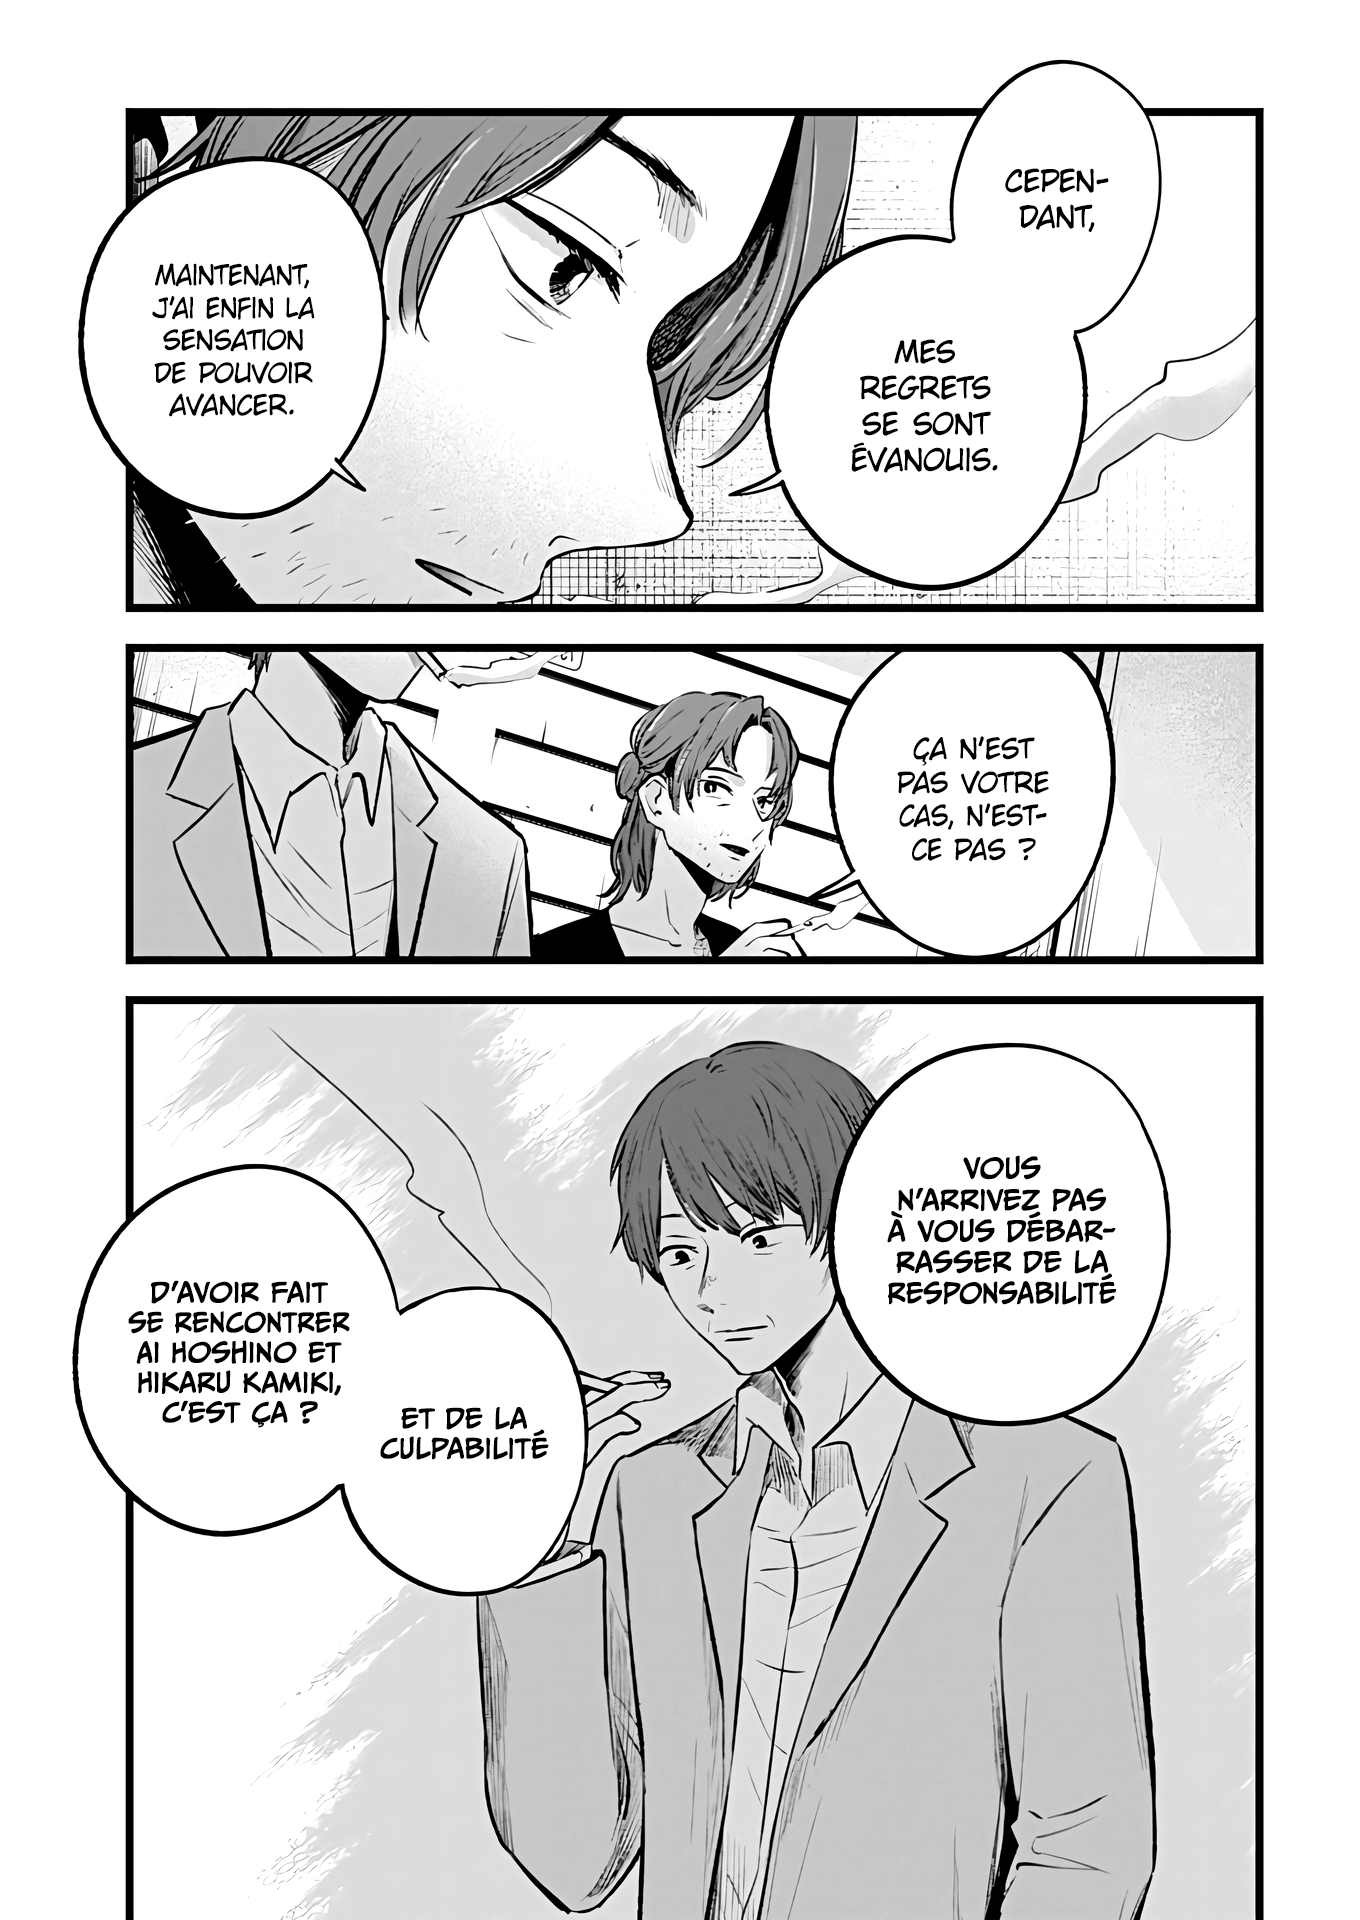 CEPEN-
DANT,
MES
REGRETS
SE SONT
ÉVANOUIS.
MAINTENANT,
J'AI ENFIN LA
SENSATION
DE POUVOIR
AVANCER.
ÇA N'EST
PAS VOTRE
CAS, N'EST-
CE PAS ?
VOUS
N'ARRIVEZ PAS
À VOUS DÉBAR-
RASSER DE LA
RESPONSABILITÉ
ET DE LA
CULPABILITÉ
D'AVOIR FAIT
SE RENCONTRER
AI HOSHINO ET
HIKARU KAMIKI,
C'EST ÇA ?